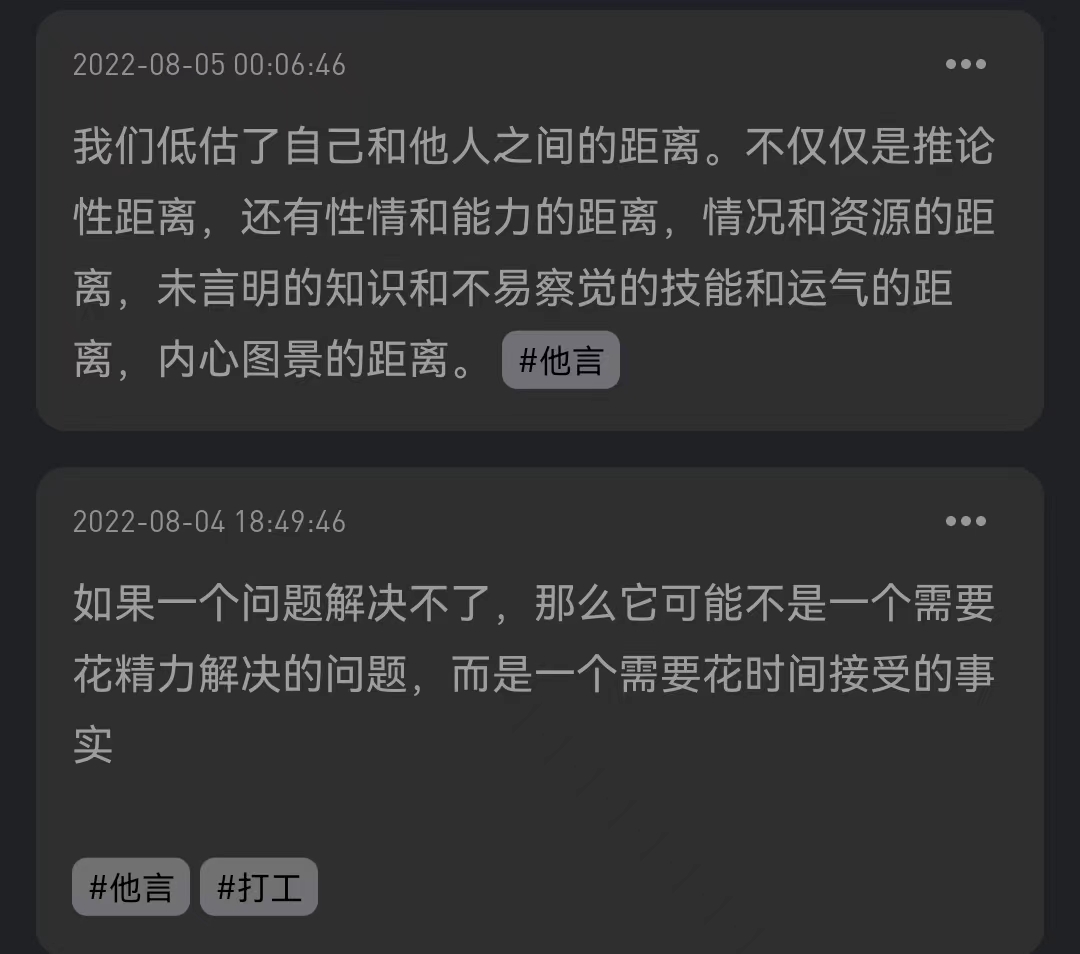 2022-08-05 00:06:46
我们低估了自己和他人之间的距离。不仅仅是推论
性距离，还有性情和能力的距离，情况和资源的距
离，未言明的知识和不易察觉的技能和运气的距
离，内心图景的距离。 #他言
2022-08-04 18:49:46
如果一个问题解决不了，那么它可能不是一个需要
花精力解决的问题，而是一个需要花时间接受的事
实
#他言 #打工